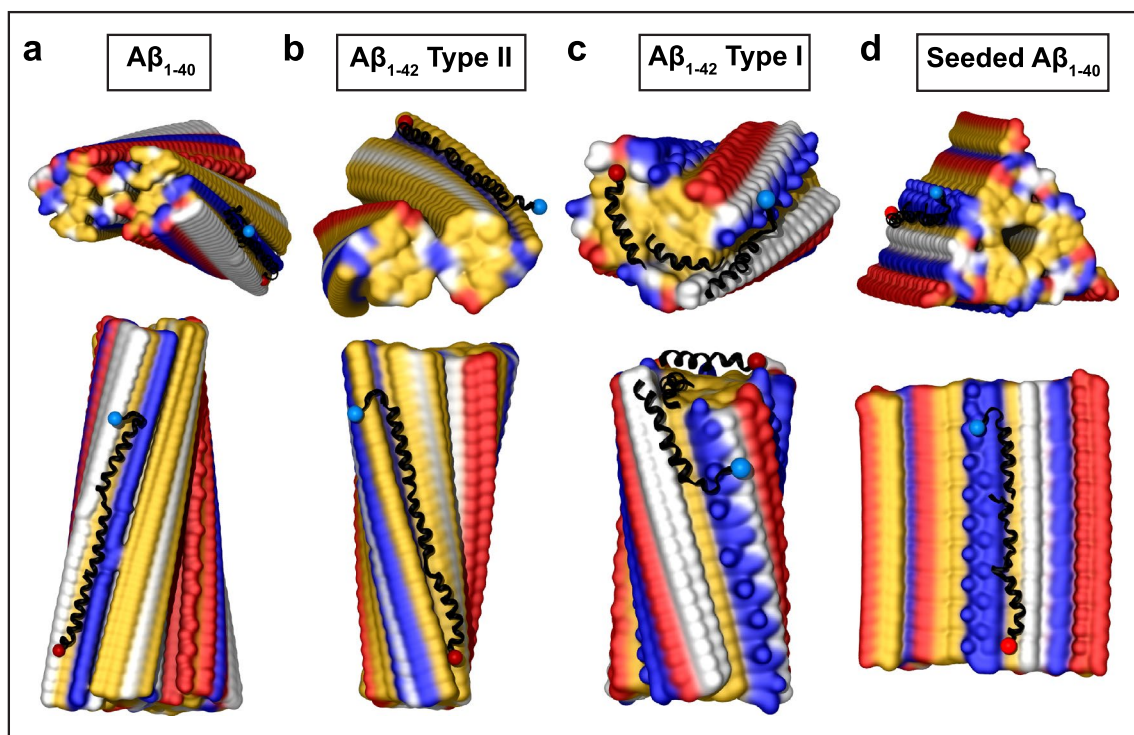 a
Aβ₁₋₄₀
b
Aβ₁₋₄₂ Type II
c
Aβ₁₋₄₂ Type I
d
Seeded Aβ₁₋₄₀